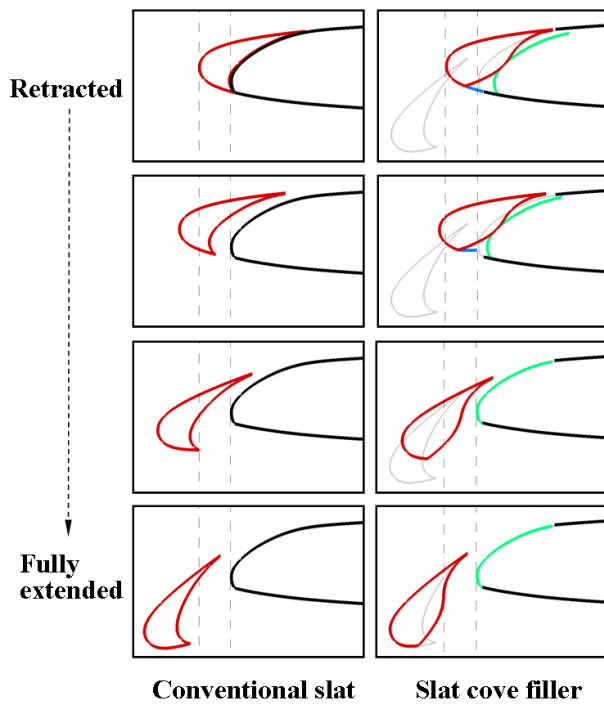 Retracted
Fully
extended
Conventional slat
Slat cove filler